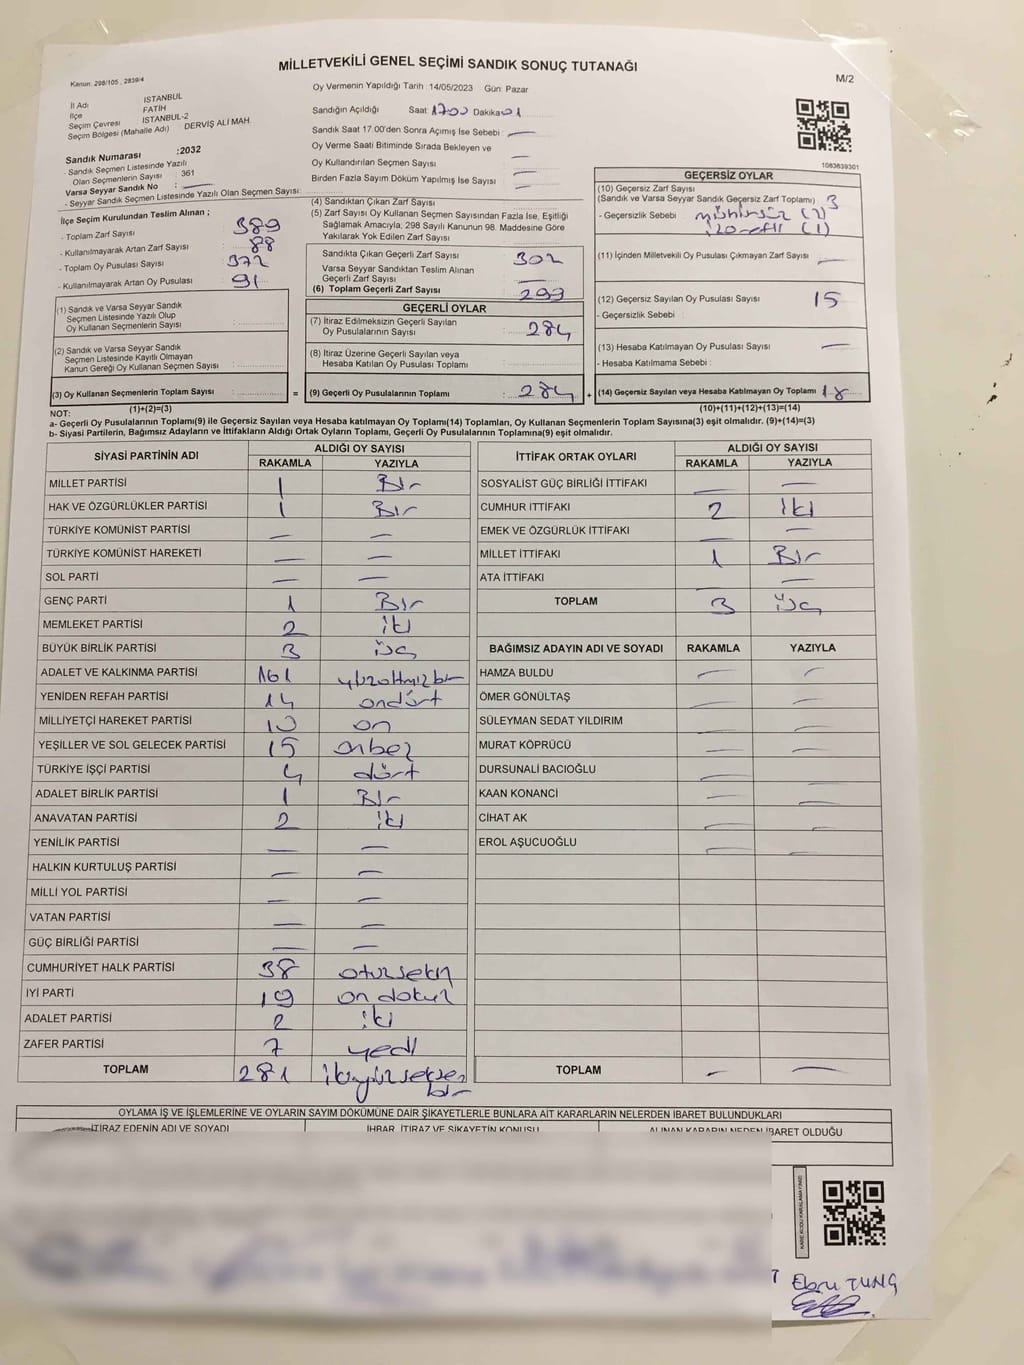 MİLLETVEKİLİ GENEL SEÇİMİ SANDIK SONUÇ TUTANAĞI
M/2
Kanun: 298/105 , 2839/4
Oy Vermenin Yapıldığı Tarih 14/05/2023 Gün: Pazar
İl Adı İSTANBUL
İlçe FATİH
Seçim Çevresi İSTANBUL-2
Seçim Bölgesi (Mahalle Adı) DERVİŞ ALİ MAH.
Sandığın Açıldığı Saat: 1700 Dakika: 01
Sandık Saat 17.00'den Sonra Açımış İse Sebebi : —
Oy Verme Saati Bitiminde Sırada Bekleyen ve
Oy Kullandırılan Seçmen Sayısı —
Birden Fazla Sayım Döküm Yapılmış İse Sayısı —
1083639301
Sandık Numarası :2032
- Sandık Seçmen Listesinde Yazılı
Olan Seçmenlerin Sayısı : 361
Varsa Seyyar Sandık No : —
- Seyyar Sandık Seçmen Listesinde Yazılı Olan Seçmen Sayısı:
İlçe Seçim Kurulundan Teslim Alınan ;
- Toplam Zarf Sayısı 389
- Kullanılmayarak Artan Zarf Sayısı 88
- Toplam Oy Pusulası Sayısı 372
- Kullanılmayarak Artan Oy Pusulası 91
(1) Sandık ve Varsa Seyyar Sandık
Seçmen Listesinde Yazılı Olup
Oy Kullanan Seçmenlerin Sayısı :
(2) Sandık ve Varsa Seyyar Sandık
Seçmen Listesinde Kayıtlı Olmayan
Kanun Gereği Oy Kullanan Seçmen Sayısı :
(3) Oy Kullanan Seçmenlerin Toplam Sayısı :
(1)+(2)=(3)
(4) Sandıktan Çıkan Zarf Sayısı
(5) Zarf Sayısı Oy Kullanan Seçmen Sayısından Fazla İse, Eşitliği
Sağlamak Amacıyla; 298 Sayılı Kanunun 98. Maddesine Göre
Yakılarak Yok Edilen Zarf Sayısı
Sandıkta Çıkan Geçerli Zarf Sayısı 302
Varsa Seyyar Sandıktan Teslim Alınan
Geçerli Zarf Sayısı —
(6) Toplam Geçerli Zarf Sayısı 299
GEÇERLİ OYLAR
(7) İtiraz Edilmeksizin Geçerli Sayılan
Oy Pusulalarının Sayısı 284
(8) İtiraz Üzerine Geçerli Sayılan veya
Hesaba Katılan Oy Pusulası Toplamı
= (9) Geçerli Oy Pusulalarının Toplamı : 284 +
GEÇERSİZ OYLAR
(10) Geçersiz Zarf Sayısı
(Sandık ve Varsa Seyyar Sandık Geçersiz Zarf Toplamı) 3
- Geçersizlik Sebebi : mühürsüz (2)
(1)
(11) İçinden Milletvekili Oy Pusulası Çıkmayan Zarf Sayısı —
(12) Geçersiz Sayılan Oy Pusulası Sayısı 15
- Geçersizlik Sebebi :
(13) Hesaba Katılmayan Oy Pusulası Sayısı —
- Hesaba Katılmama Sebebi :
(14) Geçersiz Sayılan veya Hesaba Katılmayan Oy Toplamı 18
(10)+(11)+(12)+(13)=(14)
NOT:
a- Geçerli Oy Pusulalarının Toplamı(9) ile Geçersiz Sayılan veya Hesaba katılmayan Oy Toplamı(14) Toplamları, Oy Kullanan Seçmenlerin Toplam Sayısına(3) eşit olmalıdır. (9)+(14)=(3)
b- Siyasi Partilerin, Bağımsız Adayların ve İttifakların Aldığı Oyların Toplamı, Geçerli Oy Pusulalarının Toplamına(9) eşit olmalıdır.
SİYASİ PARTİNİN ADI ALDIĞI OY SAYISI
RAKAMLA YAZIYLA
MİLLET PARTİSİ 1 Bir
HAK VE ÖZGÜRLÜKLER PARTİSİ 1 Bir
TÜRKİYE KOMÜNİST PARTİSİ — —
TÜRKİYE KOMÜNİST HAREKETİ — —
SOL PARTİ — —
GENÇ PARTİ 1 Bir
MEMLEKET PARTİSİ 2 iki
BÜYÜK BİRLİK PARTİSİ 3 üç
ADALET VE KALKINMA PARTİSİ 161 yüzaltmışbir
YENİDEN REFAH PARTİSİ 14 ondört
MİLLİYETÇİ HAREKET PARTİSİ 10 on
YEŞİLLER VE SOL GELECEK PARTİSİ 15 onbeş
TÜRKİYE İŞÇİ PARTİSİ 4 dört
ADALET BİRLİK PARTİSİ 1 Bir
ANAVATAN PARTİSİ 2 iki
YENİLİK PARTİSİ — —
HALKIN KURTULUŞ PARTİSİ — —
MİLLİ YOL PARTİSİ — —
VATAN PARTİSİ — —
GÜÇ BİRLİĞİ PARTİSİ — —
CUMHURİYET HALK PARTİSİ 38 otuzsekiz
İYİ PARTİ 19 on dokuz
ADALET PARTİSİ 2 iki
ZAFER PARTİSİ 7 yedi
TOPLAM 281 ikiyüzseksen
bir
İTTİFAK ORTAK OYLARI ALDIĞI OY SAYISI
RAKAMLA YAZIYLA
SOSYALİST GÜÇ BİRLİĞİ İTTİFAKI — —
CUMHUR İTTİFAKI 2 iki
EMEK VE ÖZGÜRLÜK İTTİFAKI — —
MİLLET İTTİFAKI 1 Bir
ATA İTTİFAKI — —
TOPLAM 3 üç
BAĞIMSIZ ADAYIN ADI VE SOYADI RAKAMLA YAZIYLA
HAMZA BULDU — —
ÖMER GÖNÜLTAŞ — —
SÜLEYMAN SEDAT YILDIRIM — —
MURAT KÖPRÜCÜ — —
DURSUNALİ BACIOĞLU — —
KAAN KONANCİ — —
CİHAT AK — —
EROL AŞUCUOĞLU — —
TOPLAM — —
OYLAMA İŞ VE İŞLEMLERİNE VE OYLARIN SAYIM DÖKÜMÜNE DAİR ŞİKAYETLERLE BUNLARA AİT KARARLARIN NELERDEN İBARET BULUNDUKLARI
İTİRAZ EDENİN ADI VE SOYADI İHBAR, İTİRAZ VE ŞİKAYETİN KONUSU ALINAN KARARIN NEDEN İBARET OLDUĞU
KARE KODU KARALAMAYINIZ!
Ebru TUNÇ